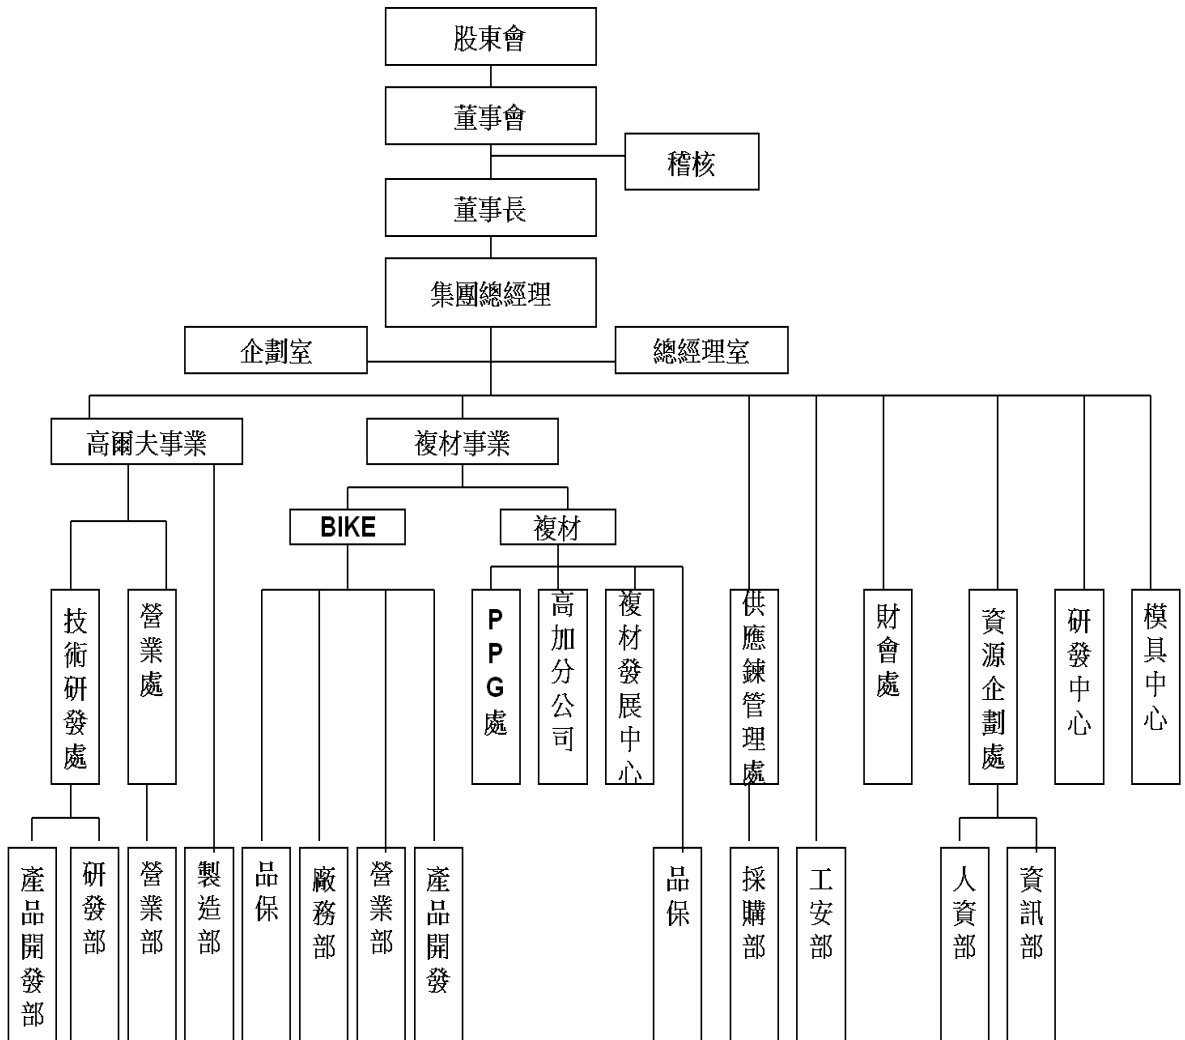 股東會
董事會
稽核
董事長
集團總經理
企劃室
總經理室
高爾夫事業
複材事業
BIKE
複材
技術研發處
營業處
PPG處
高加分公司
複材發展中心
供應鍊管理處
財會處
資源企劃處
研發中心
模具中心
產品開發部
研發部
營業部
製造部
品保
廠務部
營業部
產品開發
品保
採購部
工安部
人資部
資訊部